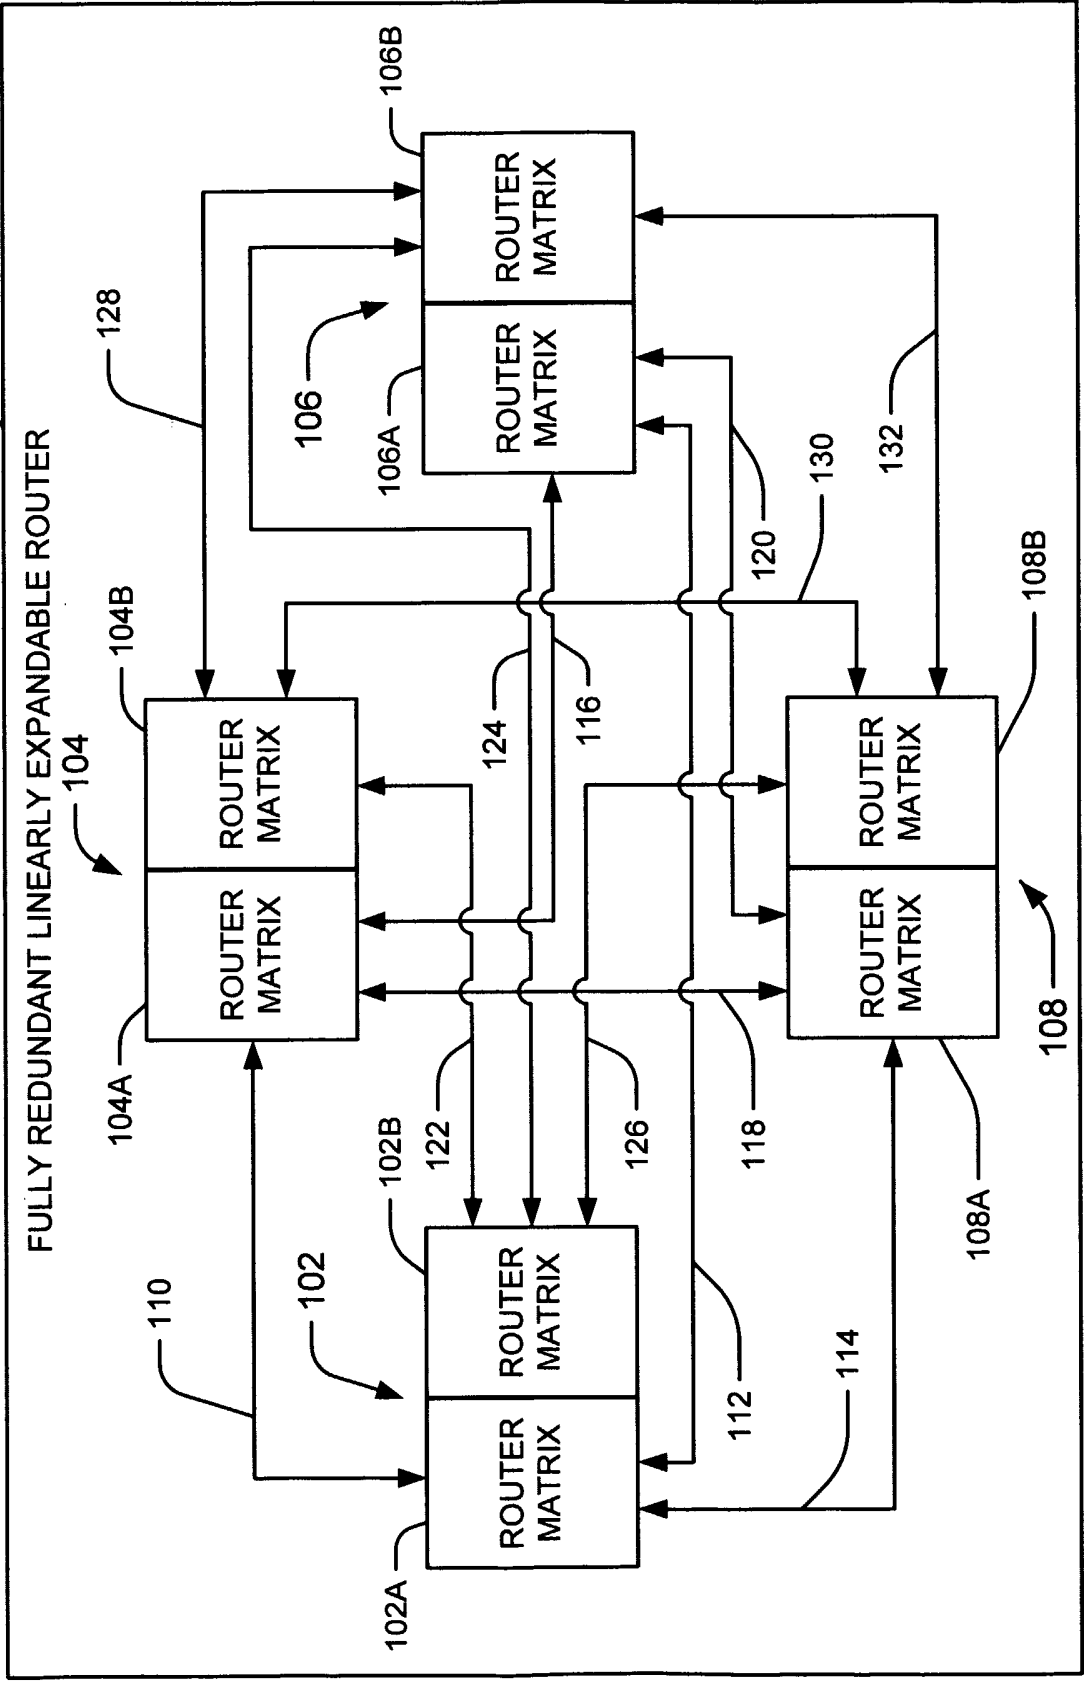 FULLY REDUNDANT LINEARLY EXPANDABLE ROUTER
104
104A
104B
ROUTER
MATRIX
ROUTER
MATRIX
110
128
102
102A
102B
ROUTER
MATRIX
ROUTER
MATRIX
122
124
116
126
118
106
106A
106B
ROUTER
MATRIX
ROUTER
MATRIX
112
114
120
130
132
ROUTER
MATRIX
ROUTER
MATRIX
108A
108B
108